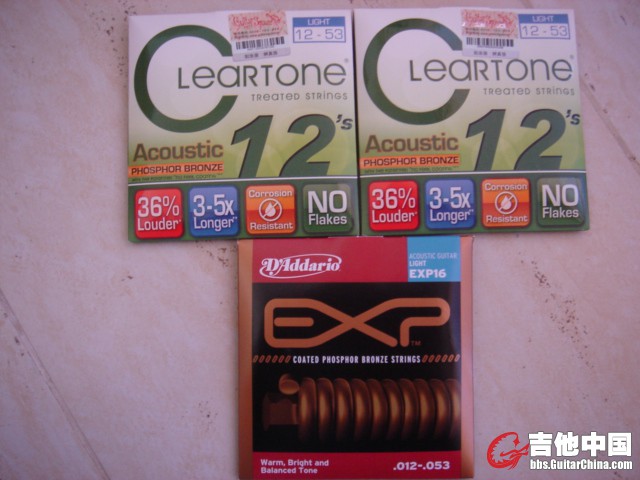 LIGHT
12-53
CLEARTONE
TREATED STRINGS
Acoustic
PHOSPHOR BRONZE
12's
36%
Louder
3-5x
Longer
Corrosion
Resistant
NO
Flakes
LIGHT
12-53
CLEARTONE
TREATED STRINGS
Acoustic
PHOSPHOR BRONZE
12's
36%
Louder
3-5x
Longer
Corrosion
Resistant
NO
Flakes
D'Addario
ACOUSTIC GUITAR
LIGHT
EXP16
EXP™
COATED PHOSPHOR BRONZE STRINGS
Warm, Bright and
Balanced Tone
.012-.053
吉他中国
bbs.GuitarChina.com